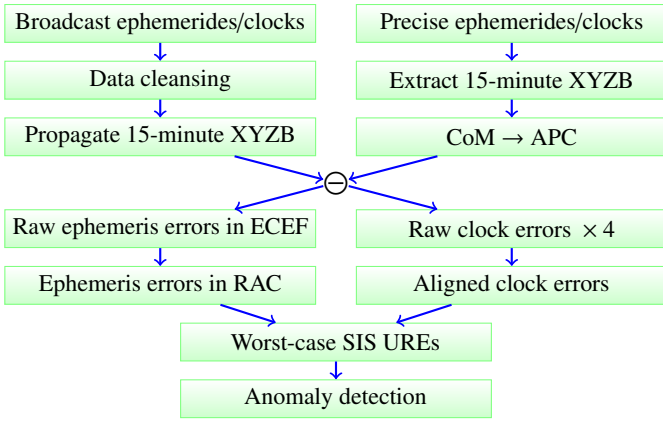 Broadcast ephemerides/clocks
Precise ephemerides/clocks
Data cleansing
Extract 15-minute XYZB
Propagate 15-minute XYZB
CoM → APC
−
Raw ephemeris errors in ECEF
Raw clock errors × 4
Ephemeris errors in RAC
Aligned clock errors
Worst-case SIS UREs
Anomaly detection